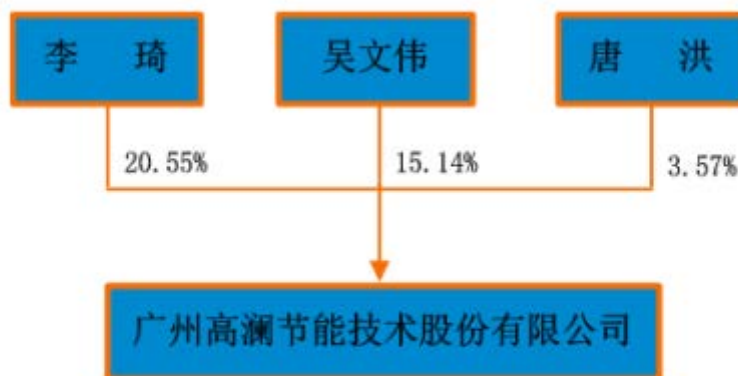 李 琦 吴文伟 唐 洪
20.55% 15.14% 3.57%
广州高澜节能技术股份有限公司